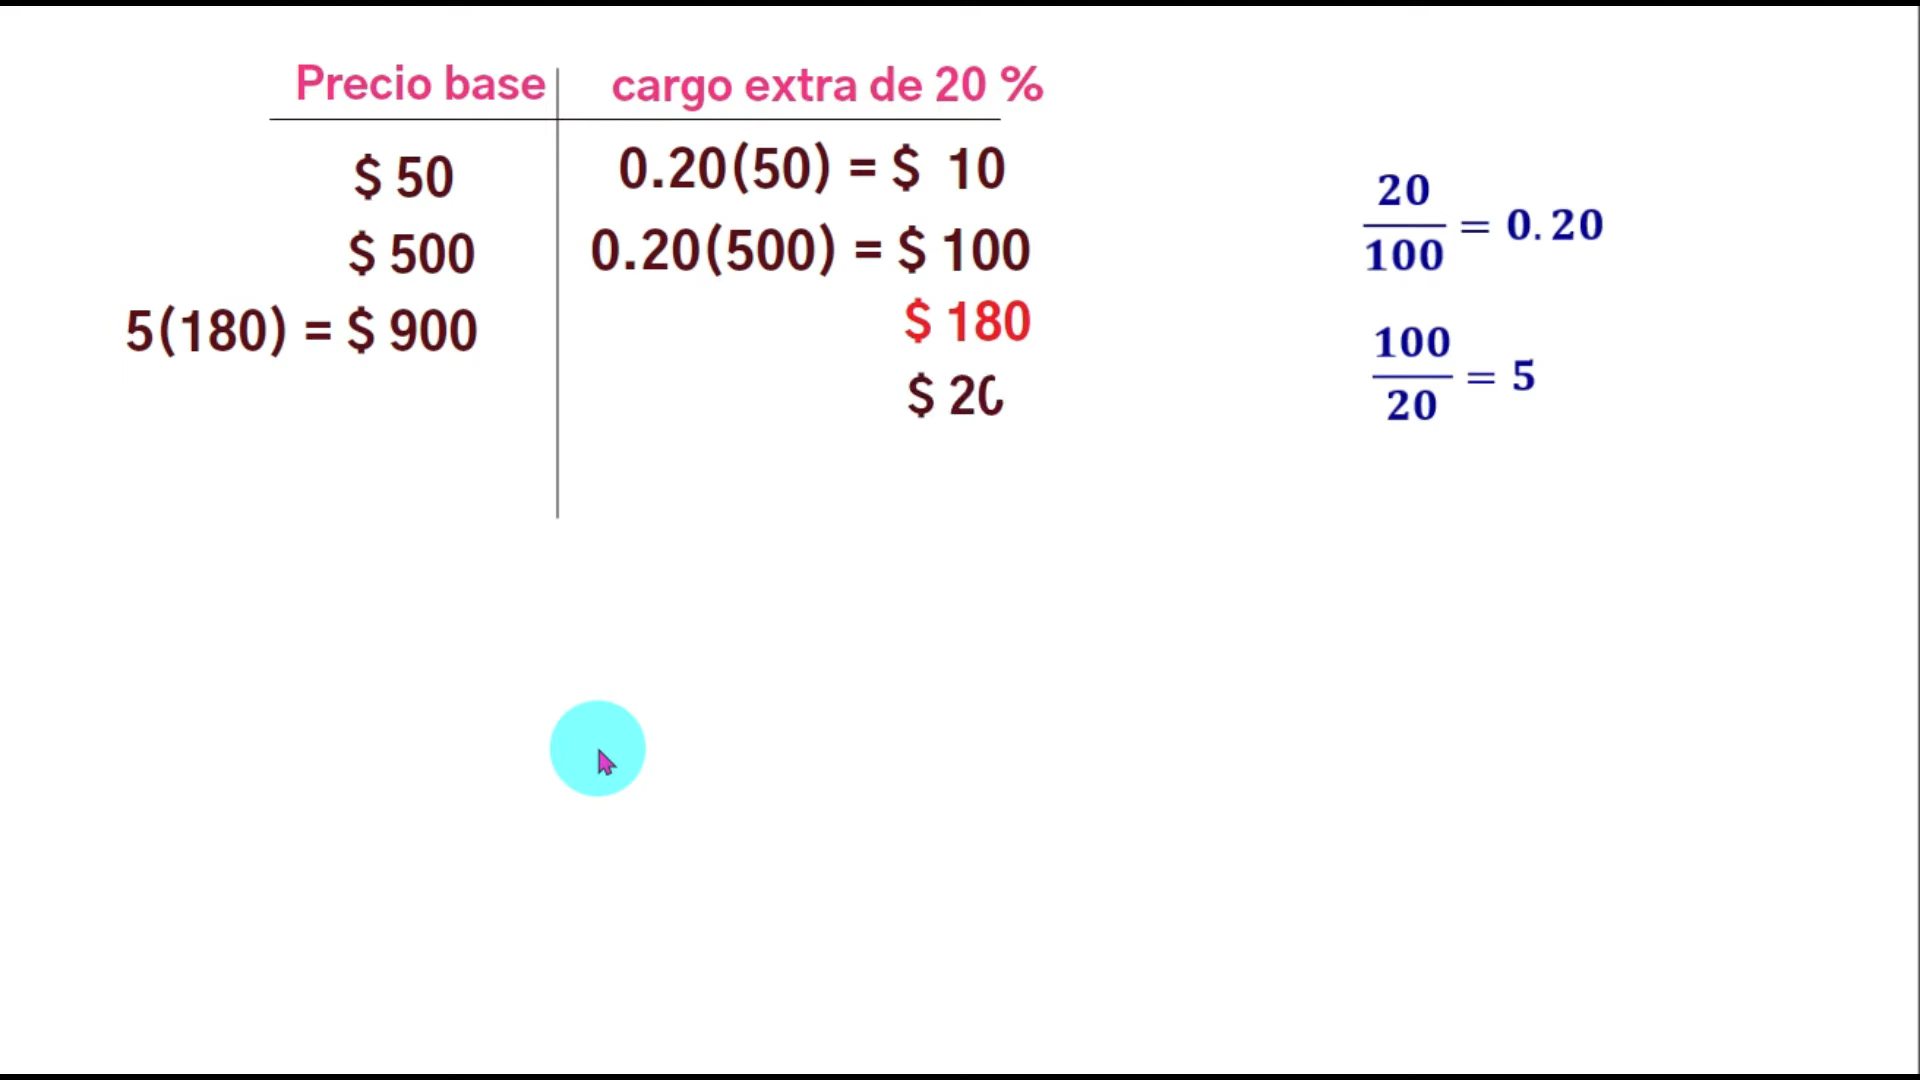 Precio base cargo extra de 20 %
$ 50 0.20(50) = $ 10
$ 500 0.20(500) = $ 100
5(180) = $ 900 $ 180
$ 20
20
100
= 0.20
100
20
= 5